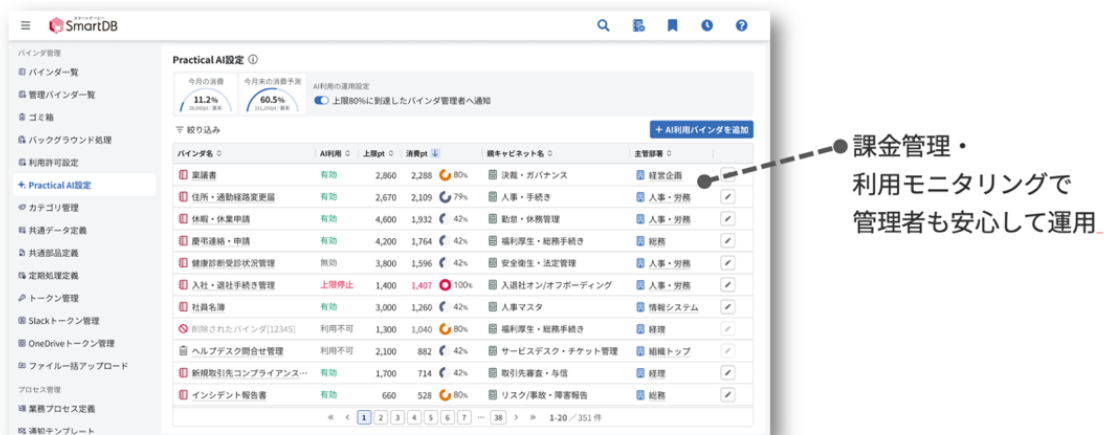 スマートデービー
SmartDB
バインダ管理
バインダ一覧
管理バインダ一覧
ゴミ箱
バックグラウンド処理
利用許可設定
Practical AI設定
カテゴリ管理
共通データ定義
共通部品定義
定期処理定義
トークン管理
Slackトークン管理
OneDriveトークン管理
ファイル一括アップロード
プロセス管理
業務プロセス定義
通知テンプレート
Practical AI設定
今月の消費 今月末の消費予測 AI利用の運用設定
11.2% 60.5% 上限80%に到達したバインダ管理者へ通知
絞り込み + AI利用バインダを追加
バインダ名 AI利用 上限pt 消費pt 親キャビネット名 主管部署
稟議書 有効 2,860 2,288 80% 決裁・ガバナンス 経営企画
住所・通勤経路変更届 有効 2,670 2,109 79% 人事・手続き 人事・労務
休暇・休業申請 有効 4,600 1,932 42% 勤怠・休務管理 人事・労務
慶弔連絡・申請 有効 4,200 1,764 42% 福利厚生・総務手続き 総務
健康診断受診状況管理 無効 3,800 1,596 42% 安全衛生・法定管理 人事・労務
入社・退社手続き管理 上限停止 1,400 1,407 100% 入退社オン/オフボーディング 人事・労務
社員名簿 有効 3,000 1,260 42% 人事マスタ 情報システム
削除されたバインダ[12345] 利用不可 1,300 1,040 80% 福利厚生・総務手続き 経理
ヘルプデスク問合せ管理 利用不可 2,100 882 42% サービスデスク・チケット管理 組織トップ
新規取引先コンプライアンス… 有効 1,700 714 42% 取引先審査・与信 経理
インシデント報告書 有効 660 528 80% リスク/事故・障害報告 総務
« ‹ 1 2 3 4 5 6 7 … 38 › » 1-20 / 351 件
課金管理・
利用モニタリングで
管理者も安心して運用